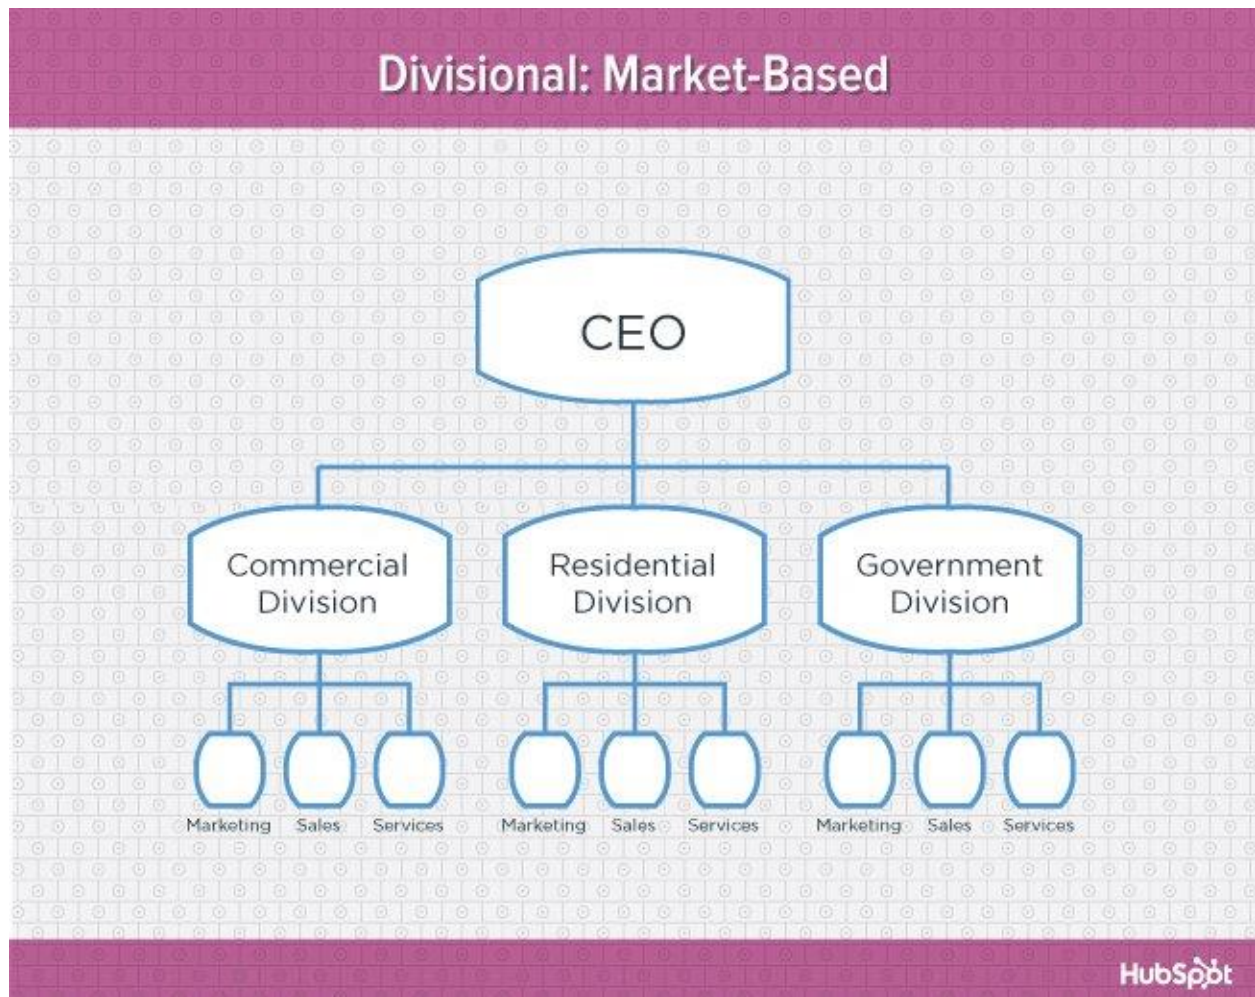 Divisional: Market-Based
CEO
Commercial
Division
Residential
Division
Government
Division
Marketing Sales Services
Marketing Sales Services
Marketing Sales Services
HubSpot